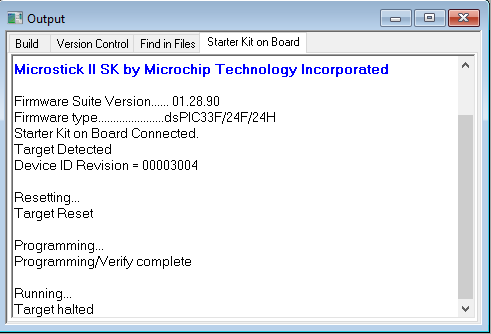 Output
Build Version Control Find in Files Starter Kit on Board
Microstick II SK by Microchip Technology Incorporated
Firmware Suite Version...... 01.28.90
Firmware type......................dsPIC33F/24F/24H
Starter Kit on Board Connected.
Target Detected
Device ID Revision = 00003004
Resetting...
Target Reset
Programming...
Programming/Verify complete
Running...
Target halted